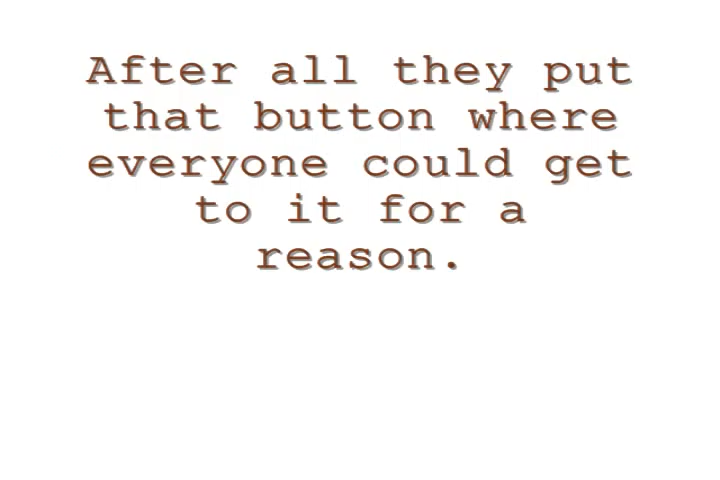 After all they put
that button where
everyone could get
to it for a
reason.